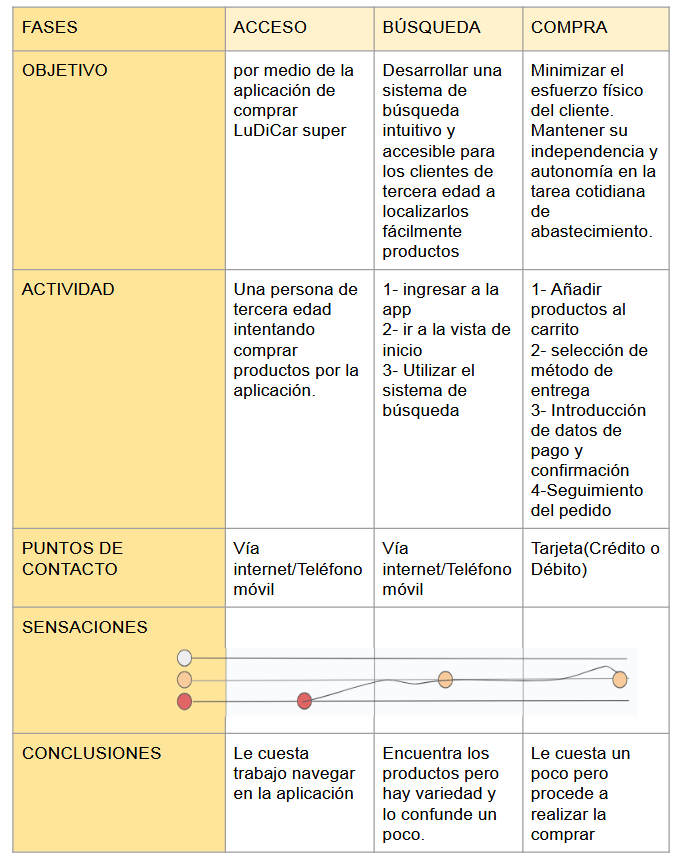 FASES
ACCESO
BÚSQUEDA
COMPRA
OBJETIVO
por medio de la
aplicación de
comprar
LuDiCar super
Desarrollar una
sistema de
búsqueda
intuitivo y
accesible para
los clientes de
tercera edad a
localizarlos
fácilmente
productos
Minimizar el
esfuerzo físico
del cliente.
Mantener su
independencia y
autonomía en la
tarea cotidiana
de
abastecimiento.
ACTIVIDAD
Una persona de
tercera edad
intentando
comprar
productos por la
aplicación.
1- ingresar a la
app
2- ir a la vista de
inicio
3- Utilizar el
sistema de
búsqueda
1- Añadir
productos al
carrito
2- selección de
método de
entrega
3- Introducción
de datos de
pago y
confirmación
4-Seguimiento
del pedido
PUNTOS DE
CONTACTO
Vía
internet/Teléfono
móvil
Vía
internet/Teléfono
móvil
Tarjeta(Crédito o
Débito)
SENSACIONES
CONCLUSIONES
Le cuesta
trabajo navegar
en la aplicación
Encuentra los
productos pero
hay variedad y
lo confunde un
poco.
Le cuesta un
poco pero
procede a
realizar la
comprar